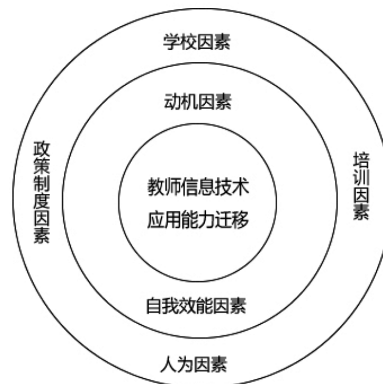 学校因素
动机因素
政策制度因素
教师信息技术
应用能力迁移
培训因素
自我效能因素
人为因素